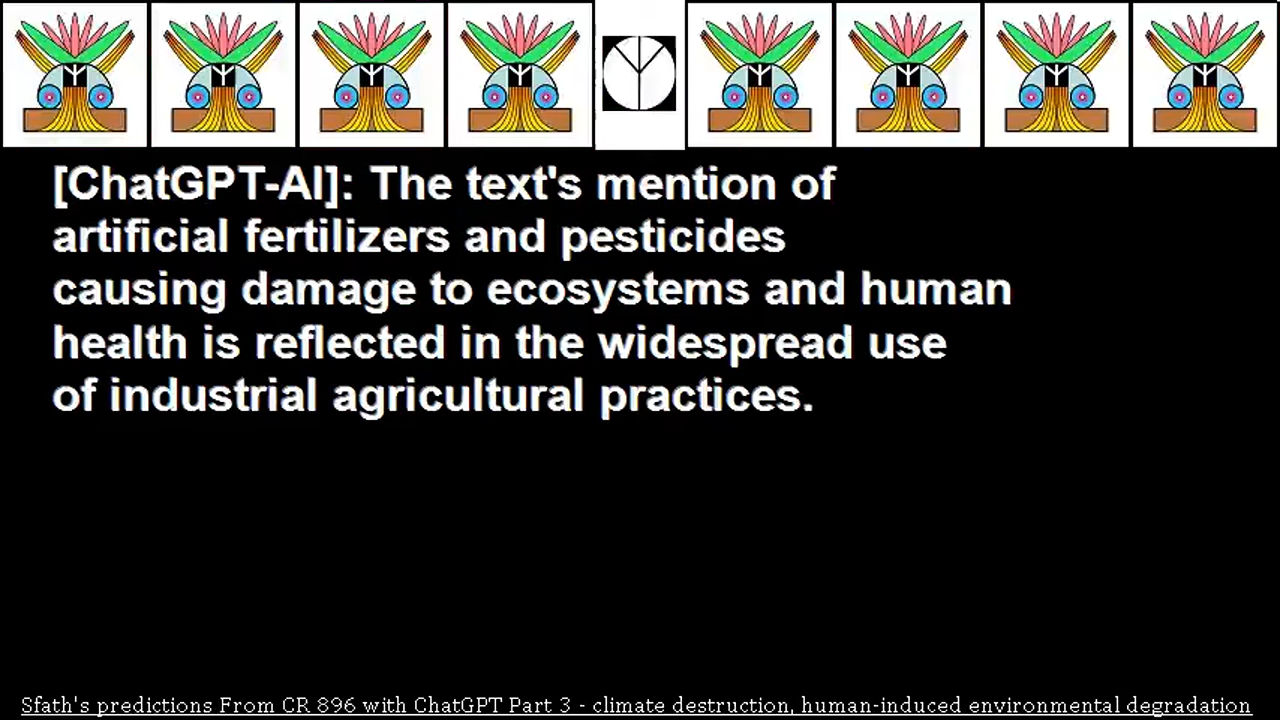 [ChatGPT-AI]: The text's mention of
artificial fertilizers and pesticides
causing damage to ecosystems and human
health is reflected in the widespread use
of industrial agricultural practices.
Sfath's predictions From CR 896 with ChatGPT Part 3 - climate destruction, human-induced environmental degradation